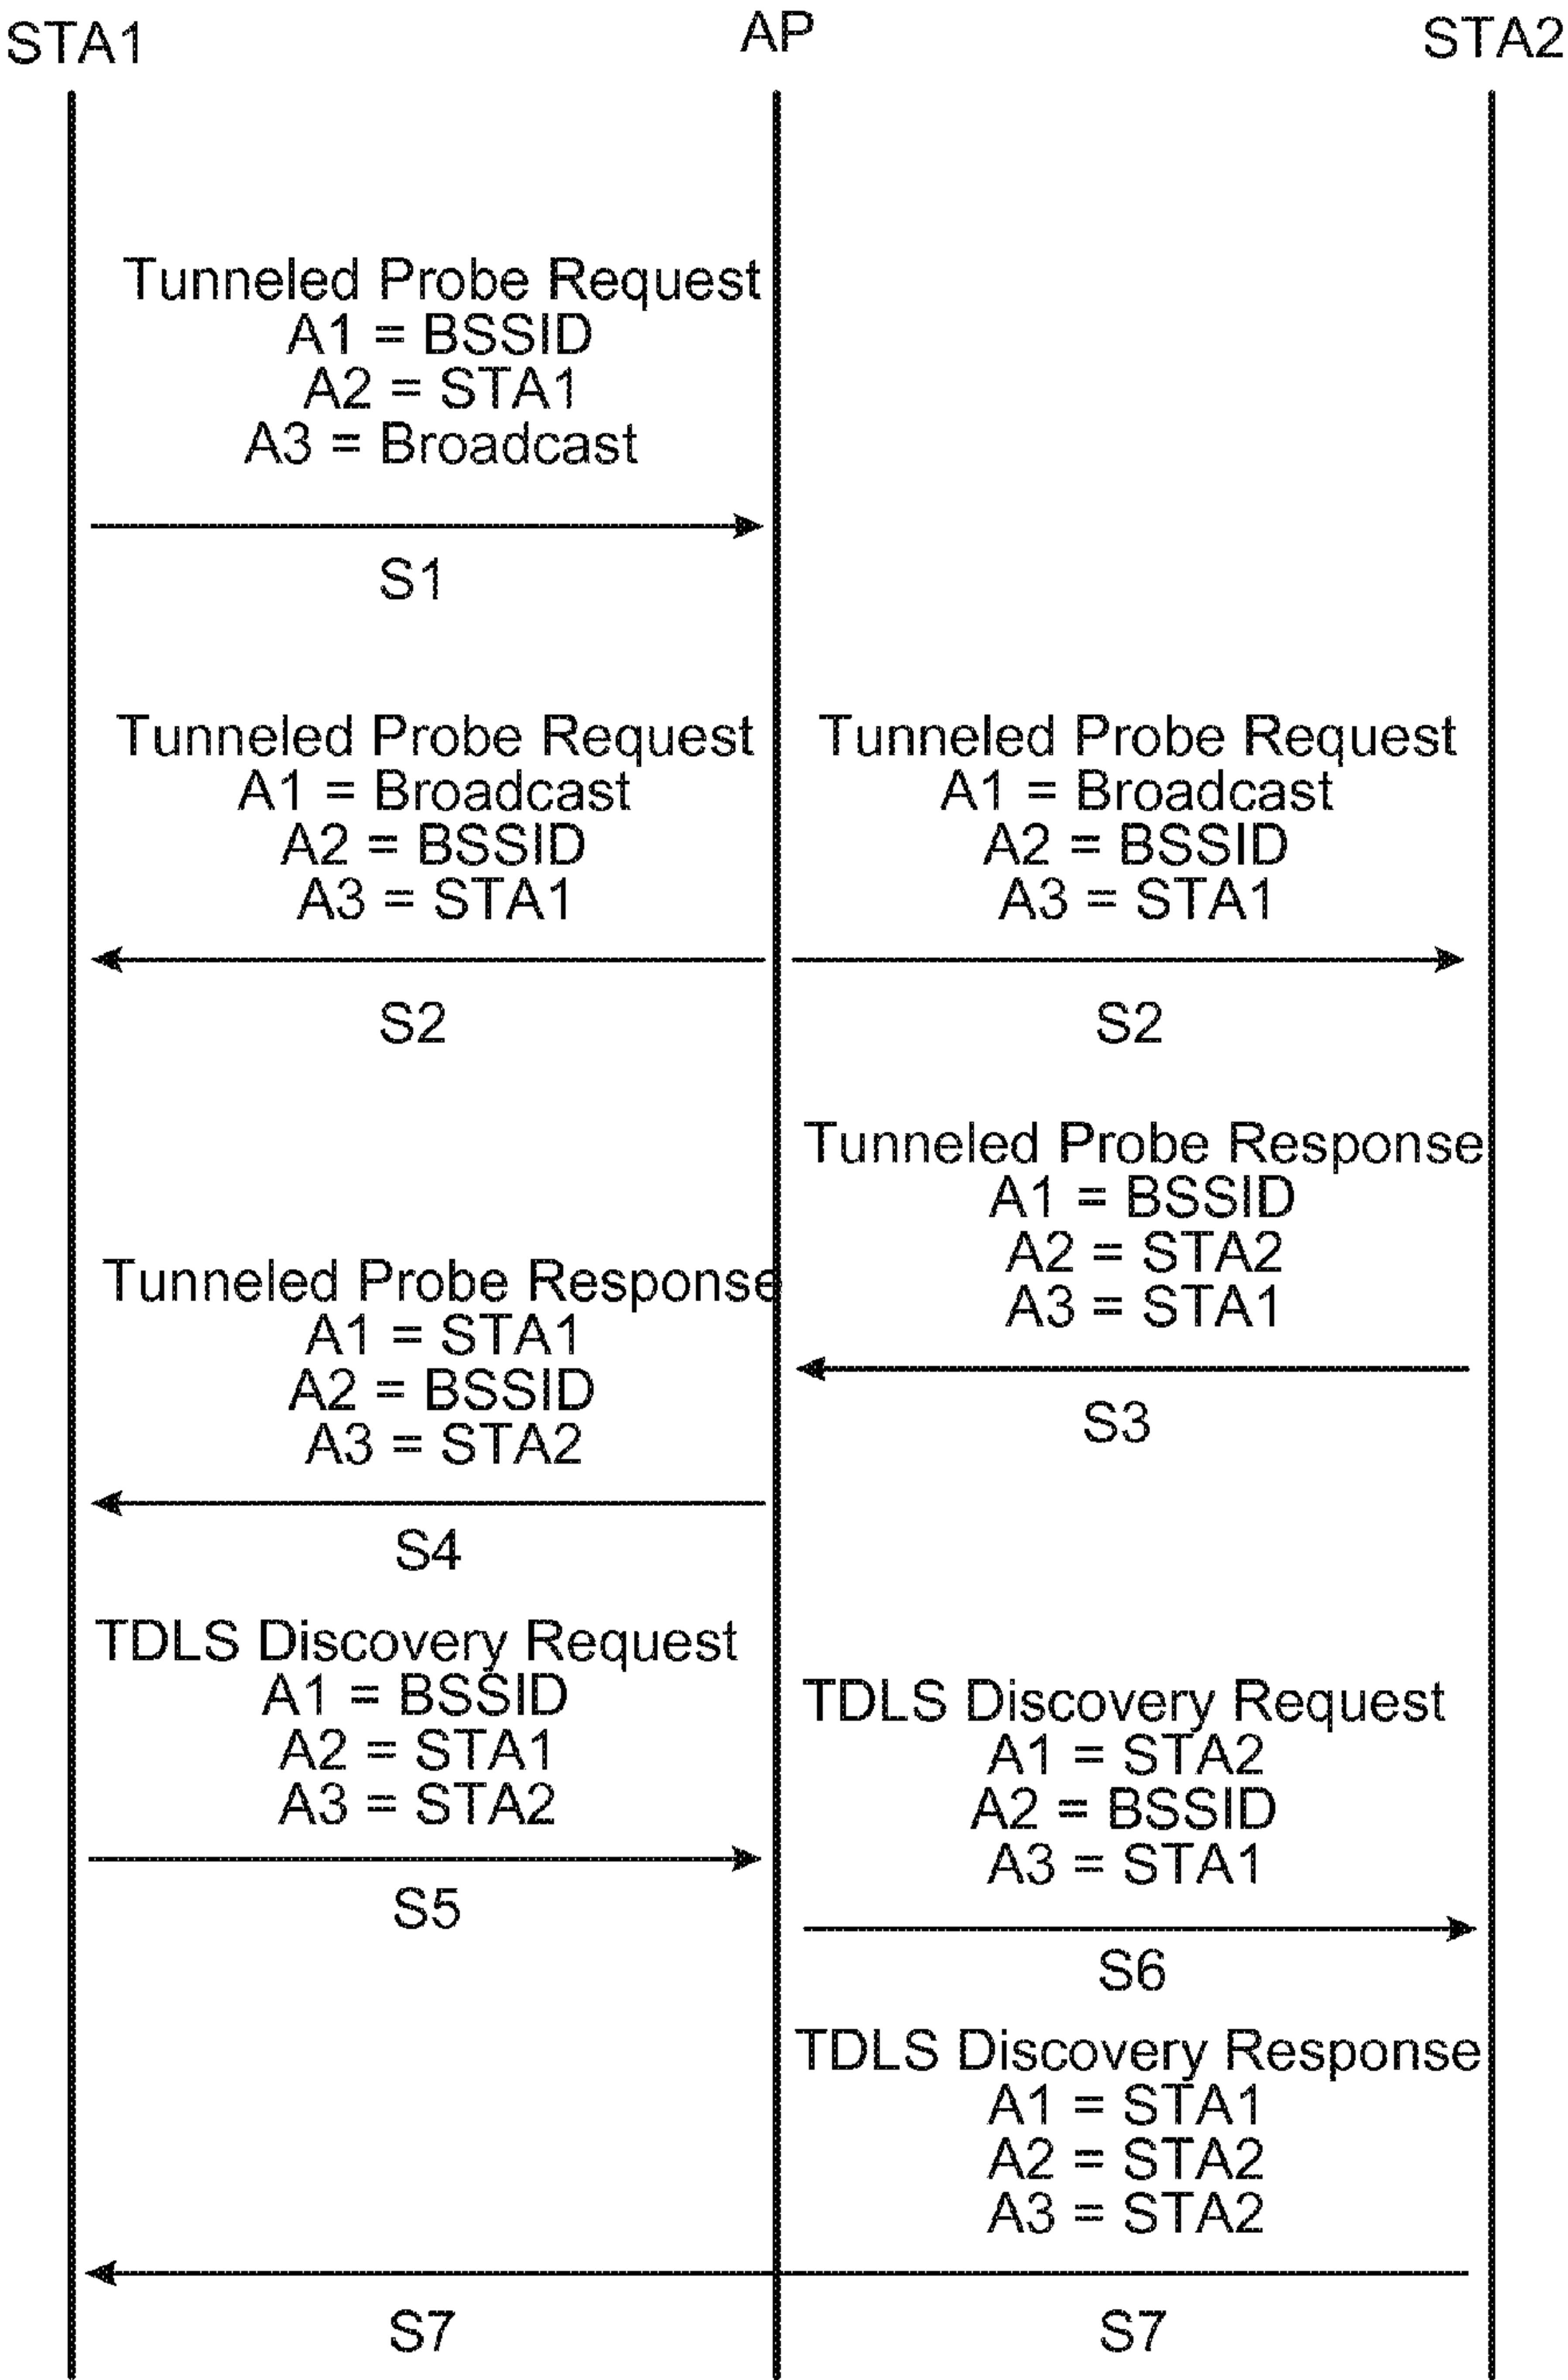 STA1
AP
STA2
Tunneled Probe Request
A1 = BSSID
A2 = STA1
A3 = Broadcast
S1
Tunneled Probe Request
A1 = Broadcast
A2 = BSSID
A3 = STA1
S2
Tunneled Probe Request
A1 = Broadcast
A2 = BSSID
A3 = STA1
S2
Tunneled Probe Response
A1 = BSSID
A2 = STA2
A3 = STA1
S3
Tunneled Probe Response
A1 = STA1
A2 = BSSID
A3 = STA2
S4
TDLS Discovery Request
A1 = BSSID
A2 = STA1
A3 = STA2
S5
TDLS Discovery Request
A1 = STA2
A2 = BSSID
A3 = STA1
S6
TDLS Discovery Response
A1 = STA1
A2 = STA2
A3 = STA2
S7
S7